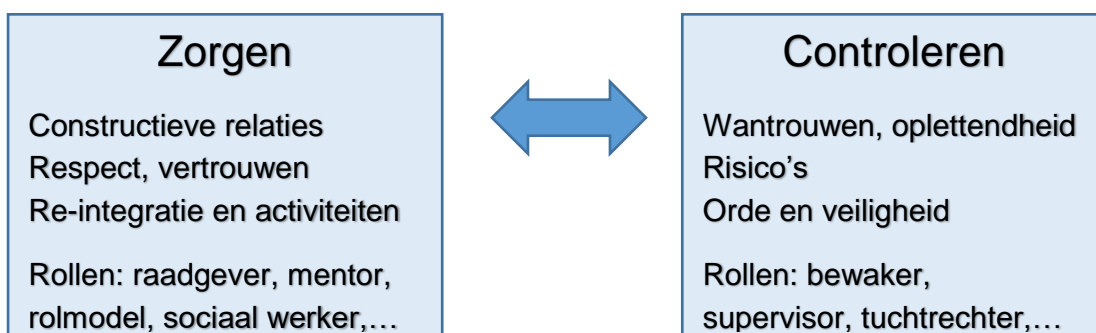 Zorgen
Constructieve relaties
Respect, vertrouwen
Re-integratie en activiteiten
Rollen: raadgever, mentor,
rolmodel, sociaal werker,…
Controleren
Wantrouwen, oplettendheid
Risico's
Orde en veiligheid
Rollen: bewaker,
supervisor, tuchtrechter,…